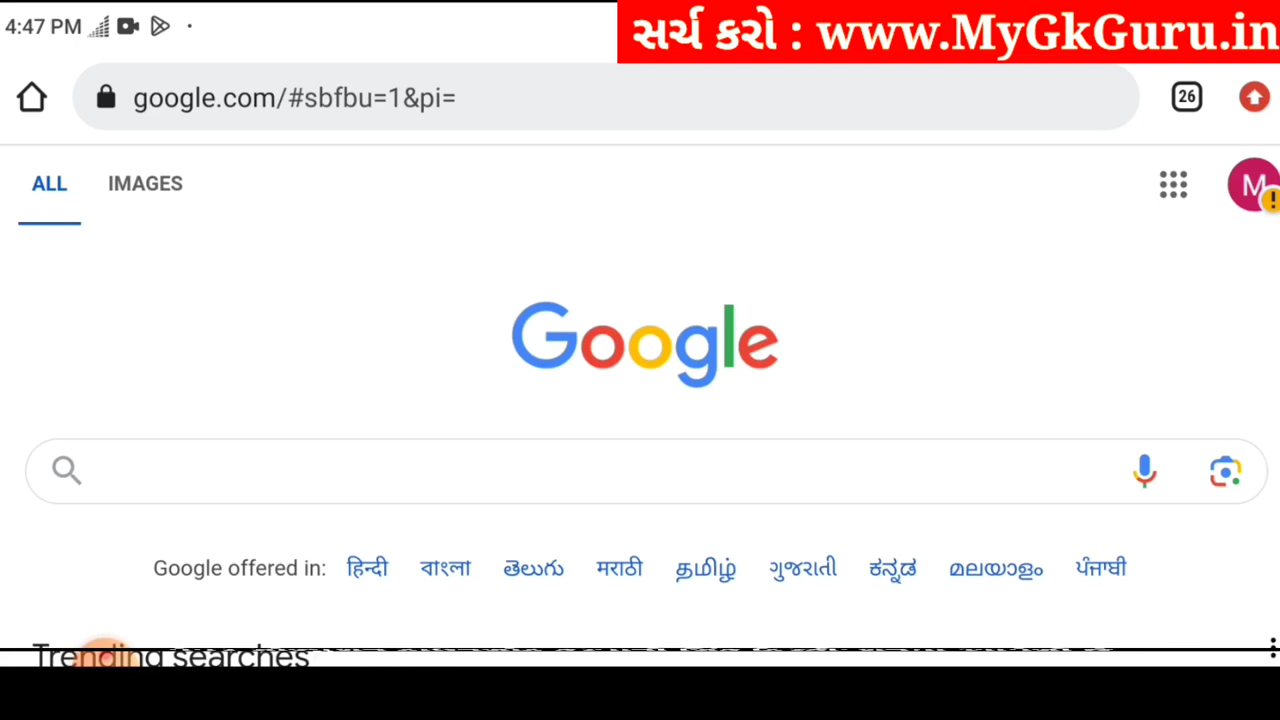 4:47 PM
સર્ચ કરો : www.MyGkGuru.in
google.com/#sbfbu=1&pi=
26
ALL IMAGES
M
Google
Google offered in: हिन्दी বাংলা తెలుగు मराठी தமிழ் ગુજરાતી ಕನ್ನಡ മലയാളം ਪੰਜਾਬੀ
Trending searches